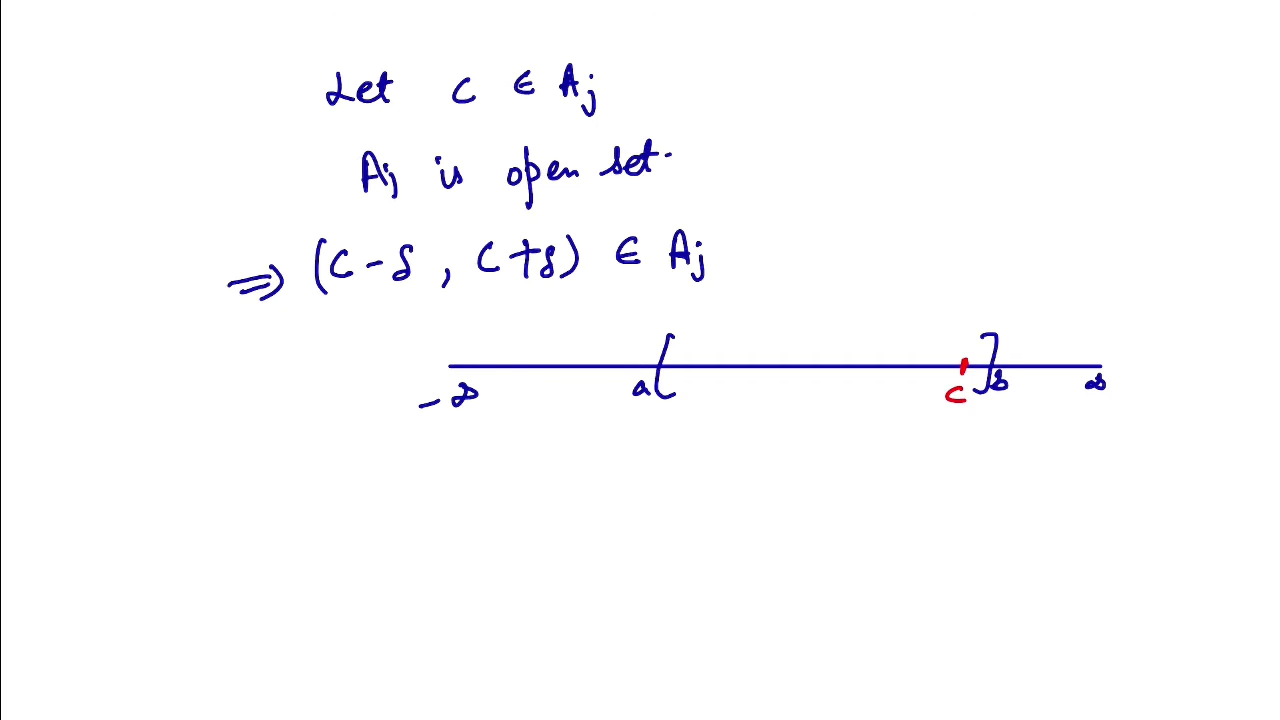 Let c ∈ Aj
Aj is open set.
⇒ (c - δ, c + δ) ∈ Aj
-∞ a ( c ] b ∞